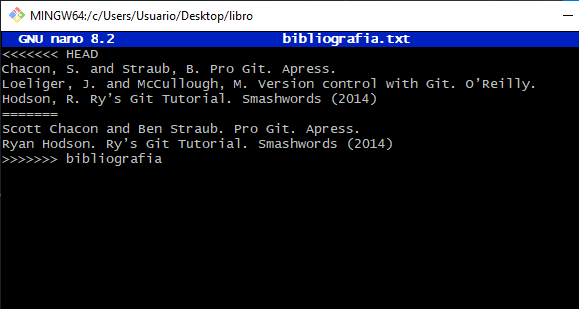 MINGW64:/c/Users/Usuario/Desktop/libro
GNU nano 8.2 bibliografia.txt
<<<<<<< HEAD
Chacon, S. and Straub, B. Pro Git. Apress.
Loeliger, J. and McCullough, M. Version control with Git. O’Reilly.
Hodson, R. Ry’s Git Tutorial. Smashwords (2014)
=======
Scott Chacon and Ben Straub. Pro Git. Apress.
Ryan Hodson. Ry’s Git Tutorial. Smashwords (2014)
>>>>>>> bibliografia